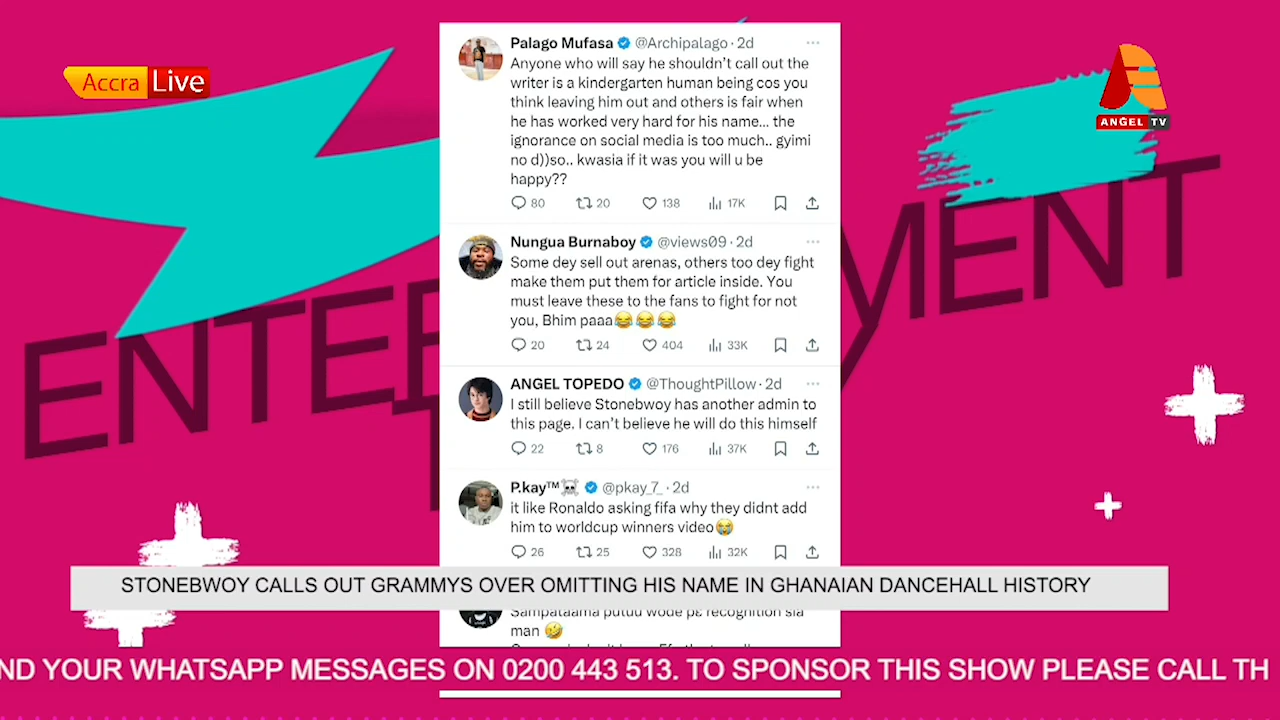 Accra Live
ANGEL TV
ENTE
MENT
Palago Mufasa @Archipalago · 2d
Anyone who will say he shouldn't call out the
writer is a kindergarten human being cos you
think leaving him out and others is fair when
he has worked very hard for his name... the
ignorance on social media is too much.. gyimi
no d))so.. kwasia if it was you will u be
happy??
80 20 138 17K
Nungua Burnaboy @views09 · 2d
Some dey sell out arenas, others too dey fight
make them put them for article inside. You
must leave these to the fans to fight for not
you, Bhim paaa😂😂😂
20 24 404 33K
ANGEL TOPEDO @ThoughtPillow · 2d
I still believe Stonebwoy has another admin to
this page. I can't believe he will do this himself
22 8 176 37K
P.kay™☠ @pkay_7_ · 2d
it like Ronaldo asking fifa why they didnt add
him to worldcup winners video😭
26 25 328 32K
STONEBWOY CALLS OUT GRAMMYS OVER OMITTING HIS NAME IN GHANAIAN DANCEHALL HISTORY
Sampataama putuu wode pɛ recognition sia
man 🤣
ND YOUR WHATSAPP MESSAGES ON 0200 443 513. TO SPONSOR THIS SHOW PLEASE CALL TH